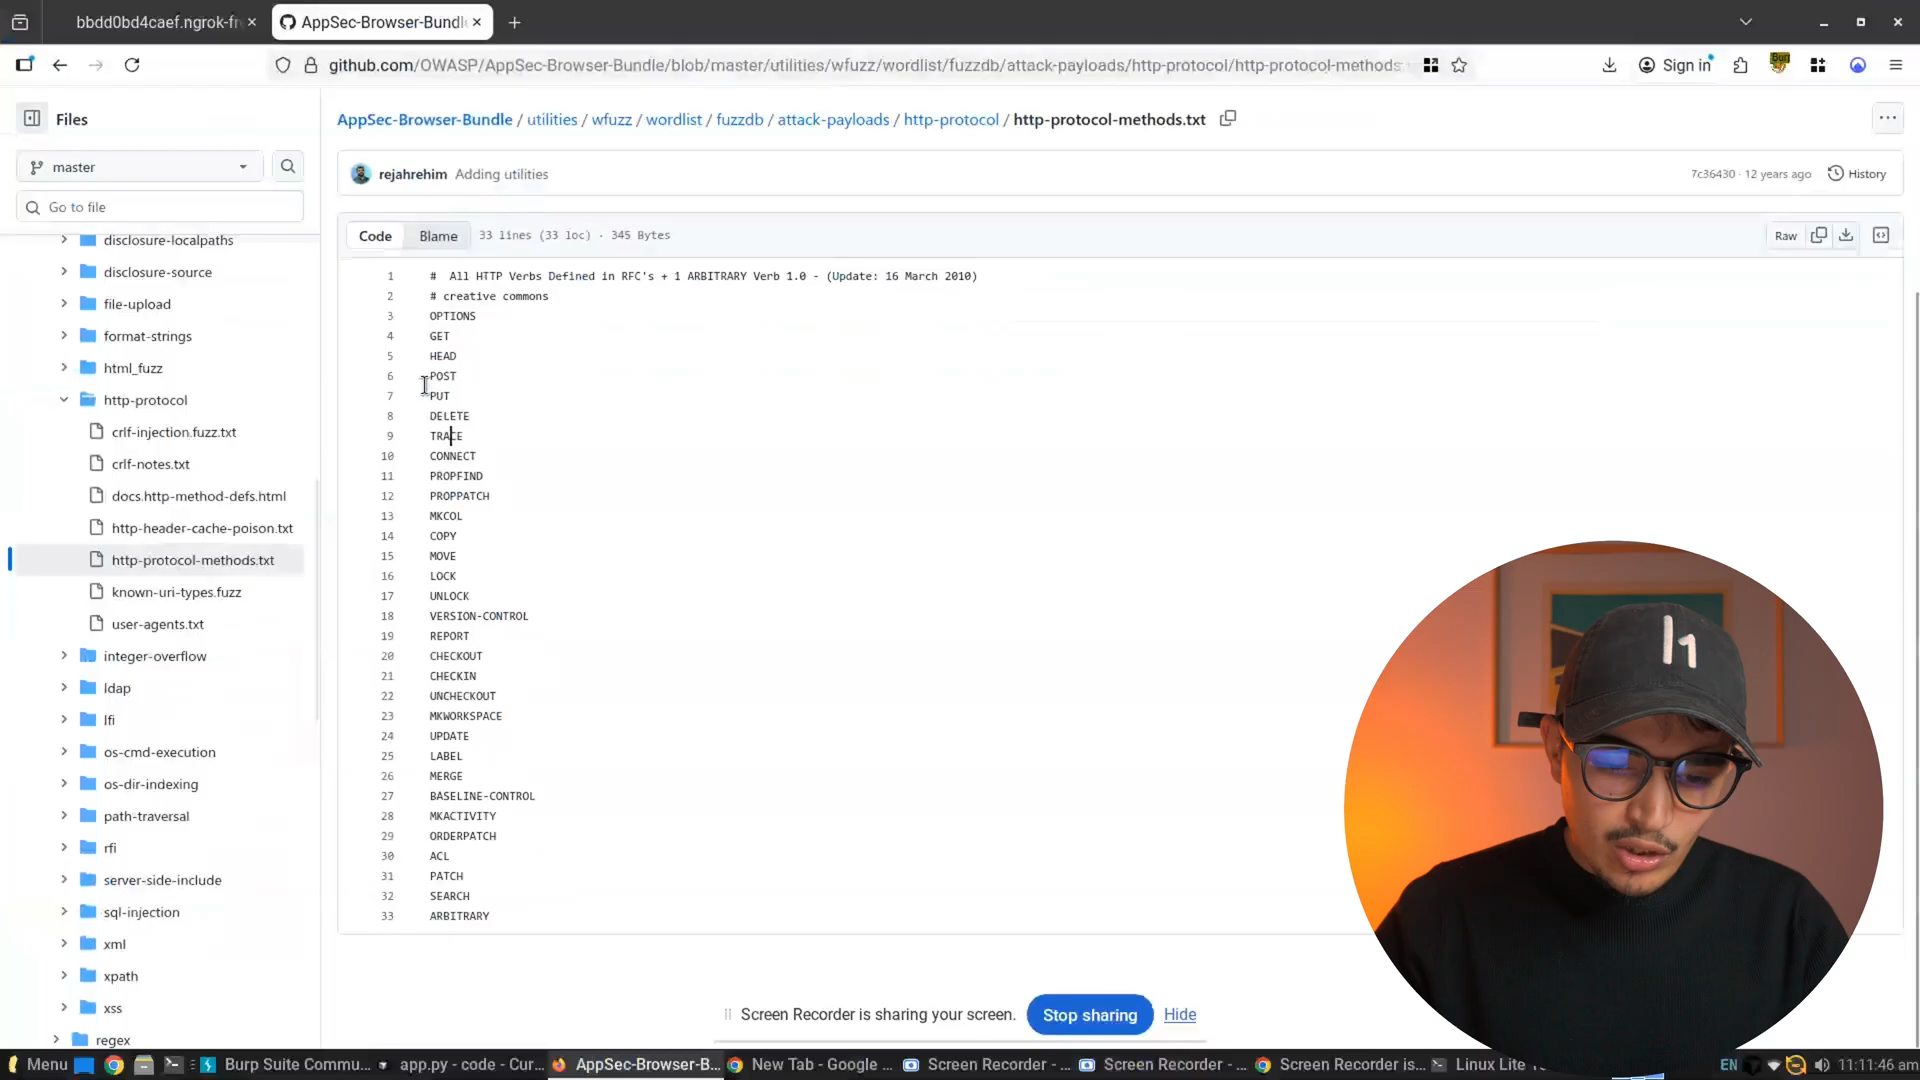 bbdd0bd4caef.ngrok-fr
AppSec-Browser-Bundle
github.com/OWASP/AppSec-Browser-Bundle/blob/master/utilities/wfuzz/wordlist/fuzzdb/attack-payloads/http-protocol/http-protocol-methods.
Sign in
Files
master
Go to file
disclosure-localpaths
disclosure-source
file-upload
format-strings
html_fuzz
http-protocol
crlf-injection.fuzz.txt
crlf-notes.txt
docs.http-method-defs.html
http-header-cache-poison.txt
http-protocol-methods.txt
known-uri-types.fuzz
user-agents.txt
integer-overflow
ldap
lfi
os-cmd-execution
os-dir-indexing
path-traversal
rfi
server-side-include
sql-injection
xml
xpath
xss
regex
AppSec-Browser-Bundle / utilities / wfuzz / wordlist / fuzzdb / attack-payloads / http-protocol / http-protocol-methods.txt
rejahrehim Adding utilities
7c36430 · 12 years ago
History
Code Blame 33 lines (33 loc) · 345 Bytes
Raw
1 # All HTTP Verbs Defined in RFC's + 1 ARBITRARY Verb 1.0 - (Update: 16 March 2010)
2 # creative commons
3 OPTIONS
4 GET
5 HEAD
6 POST
7 PUT
8 DELETE
9 TRACE
10 CONNECT
11 PROPFIND
12 PROPPATCH
13 MKCOL
14 COPY
15 MOVE
16 LOCK
17 UNLOCK
18 VERSION-CONTROL
19 REPORT
20 CHECKOUT
21 CHECKIN
22 UNCHECKOUT
23 MKWORKSPACE
24 UPDATE
25 LABEL
26 MERGE
27 BASELINE-CONTROL
28 MKACTIVITY
29 ORDERPATCH
30 ACL
31 PATCH
32 SEARCH
33 ARBITRARY
h1
Screen Recorder is sharing your screen. Stop sharing Hide
Menu
Burp Suite Commu...
app.py - code - Cur...
AppSec-Browser-B...
New Tab - Google ...
Screen Recorder - ...
Screen Recorder - ...
Screen Recorder is...
Linux Lite
EN
11:11:46 am